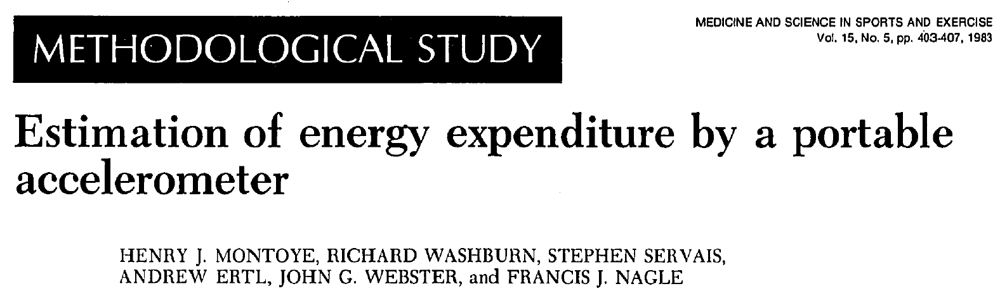 METHODOLOGICAL STUDY
MEDICINE AND SCIENCE IN SPORTS AND EXERCISE
Vol. 15, No. 5, pp. 403-407, 1983
Estimation of energy expenditure by a portable
accelerometer
HENRY J. MONTOYE, RICHARD WASHBURN, STEPHEN SERVAIS,
ANDREW ERTL, JOHN G. WEBSTER, and FRANCIS J. NAGLE